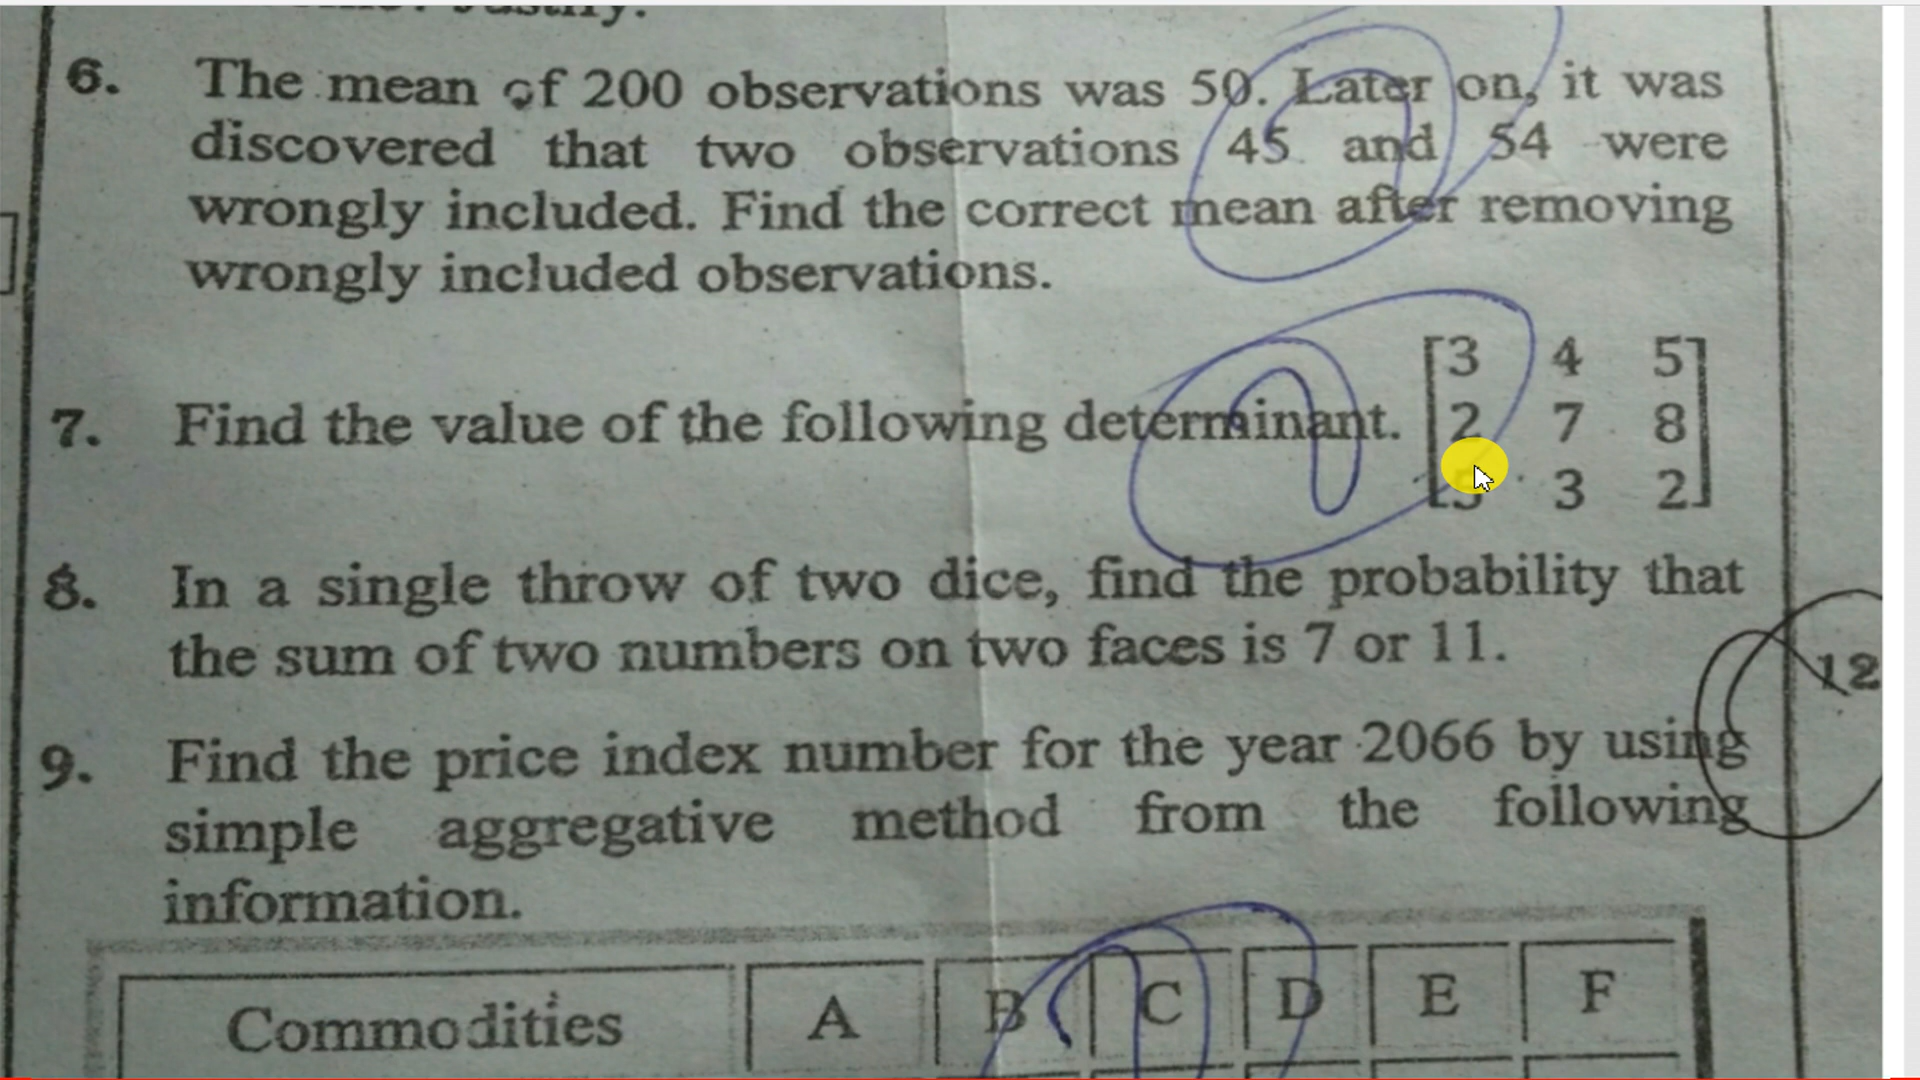 6. The mean of 200 observations was 50. Later on, it was
discovered that two observations 45 and 54 were
wrongly included. Find the correct mean after removing
wrongly included observations.
3 4 5
7. Find the value of the following determinant. 2 7 8
3 2
8. In a single throw of two dice, find the probability that
the sum of two numbers on two faces is 7 or 11.
12
9. Find the price index number for the year 2066 by using
simple aggregative method from the following
information.
Commodities A B C D E F